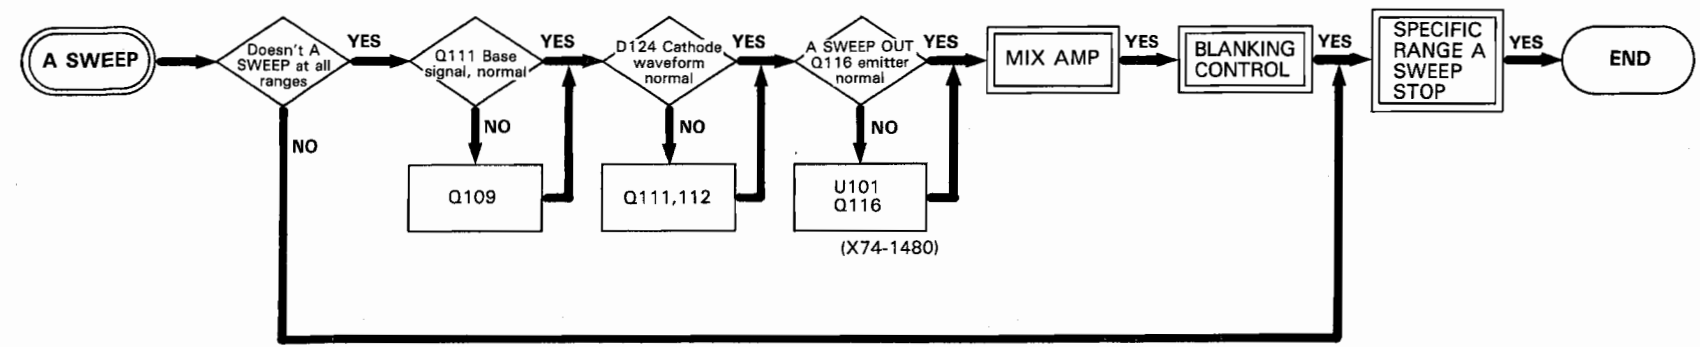 A SWEEP
Doesn't A
SWEEP at all
ranges
YES
NO
Q111 Base
signal, normal
YES
NO
Q109
D124 Cathode
waveform
normal
YES
NO
Q111,112
A SWEEP OUT
Q116 emitter
normal
YES
NO
U101
Q116
(X74-1480)
MIX AMP
YES
BLANKING
CONTROL
YES
SPECIFIC
RANGE A
SWEEP
STOP
YES
END